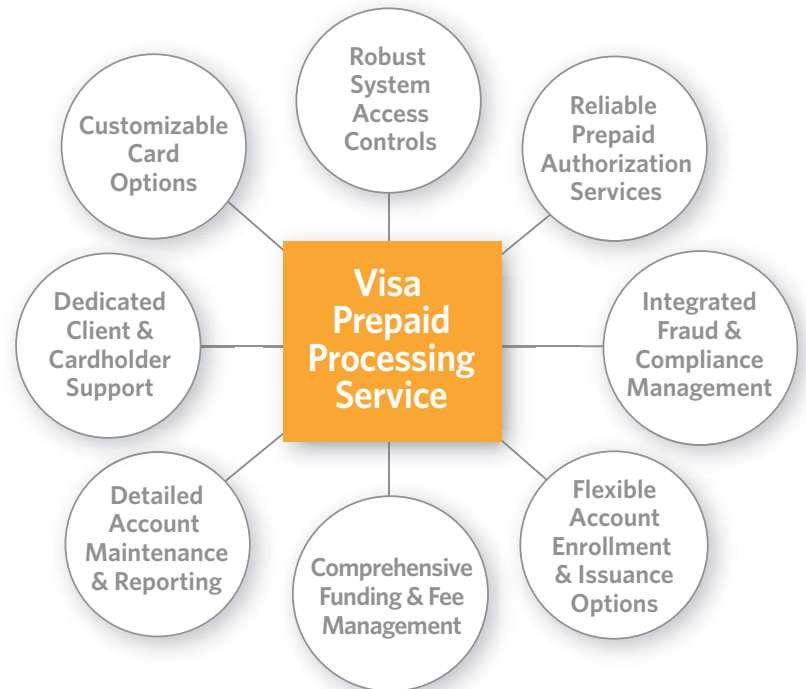 Robust
System
Access
Controls
Reliable
Prepaid
Authorization
Services
Integrated
Fraud &
Compliance
Management
Flexible
Account
Enrollment
& Issuance
Options
Comprehensive
Funding & Fee
Management
Detailed
Account
Maintenance
& Reporting
Dedicated
Client &
Cardholder
Support
Customizable
Card
Options
Visa
Prepaid
Processing
Service